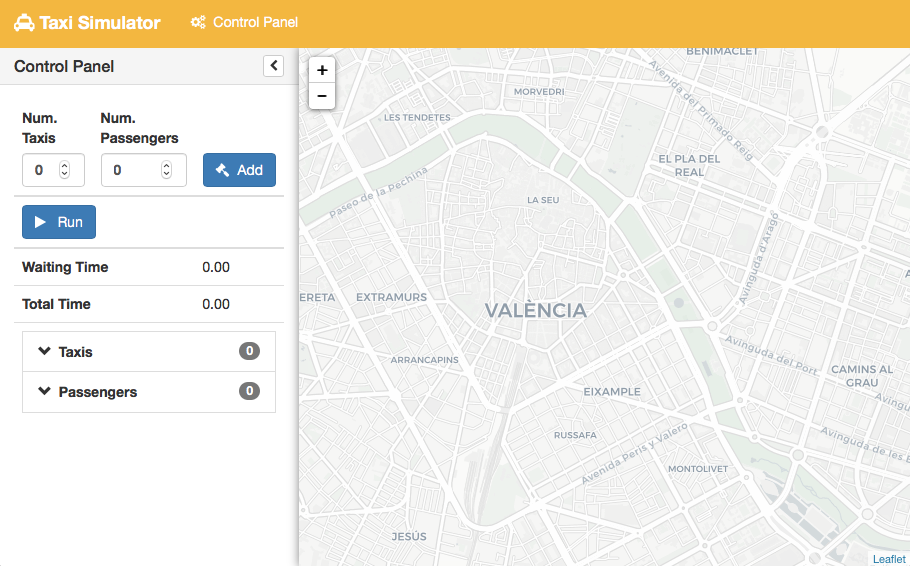 Taxi Simulator
Control Panel
Control Panel
Num.
Taxis
Num.
Passengers
0
0
Add
Run
Waiting Time
0.00
Total Time
0.00
Taxis
0
Passengers
0
+
−
BENIMACLET
MORVEDRI
Avenida del Primado Reig
LES TENDETES
EL PLA DEL
REAL
Paseo de la Pechina
LA SEU
Avinguda d'Aragó
ERETA
EXTRAMURS
VALÈNCIA
Avinguda del Port
ARRANCAPINS
CAMINS AL
GRAU
EIXAMPLE
Avingu
RUSSAFA
Avenida Peris y Valero
Avinguda de les B
MONTOLIVET
JESÚS
Leaflet